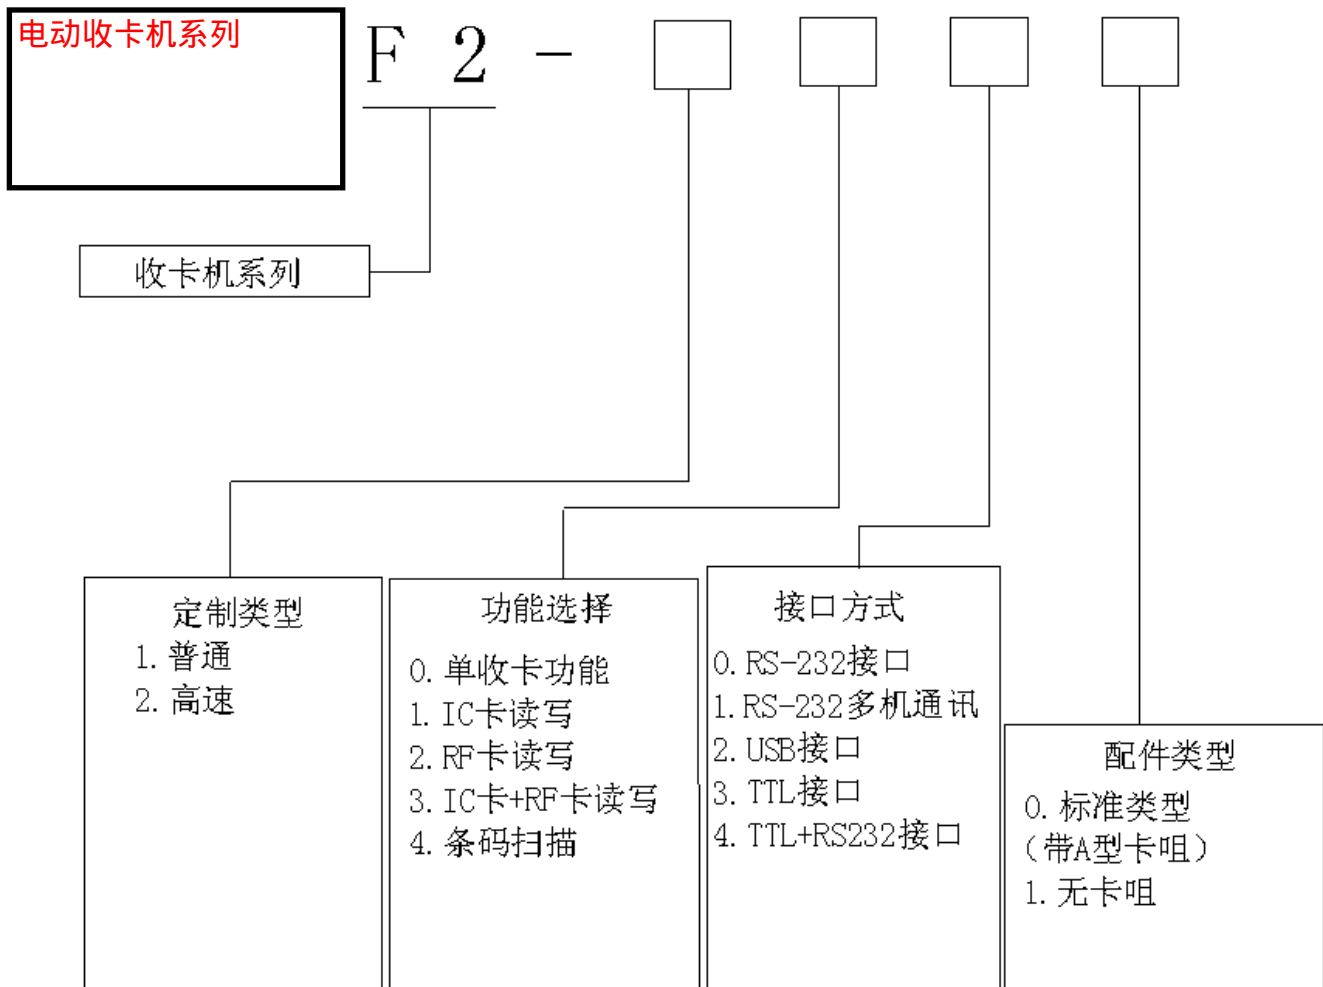 电动收卡机系列
F 2 -
收卡机系列
定制类型
1. 普通
2. 高速
功能选择
0. 单收卡功能
1. IC卡读写
2. RF卡读写
3. IC卡+RF卡读写
4. 条码扫描
接口方式
0. RS-232接口
1. RS-232多机通讯
2. USB接口
3. TTL接口
4. TTL+RS232接口
配件类型
0. 标准类型
（带A型卡咀）
1. 无卡咀